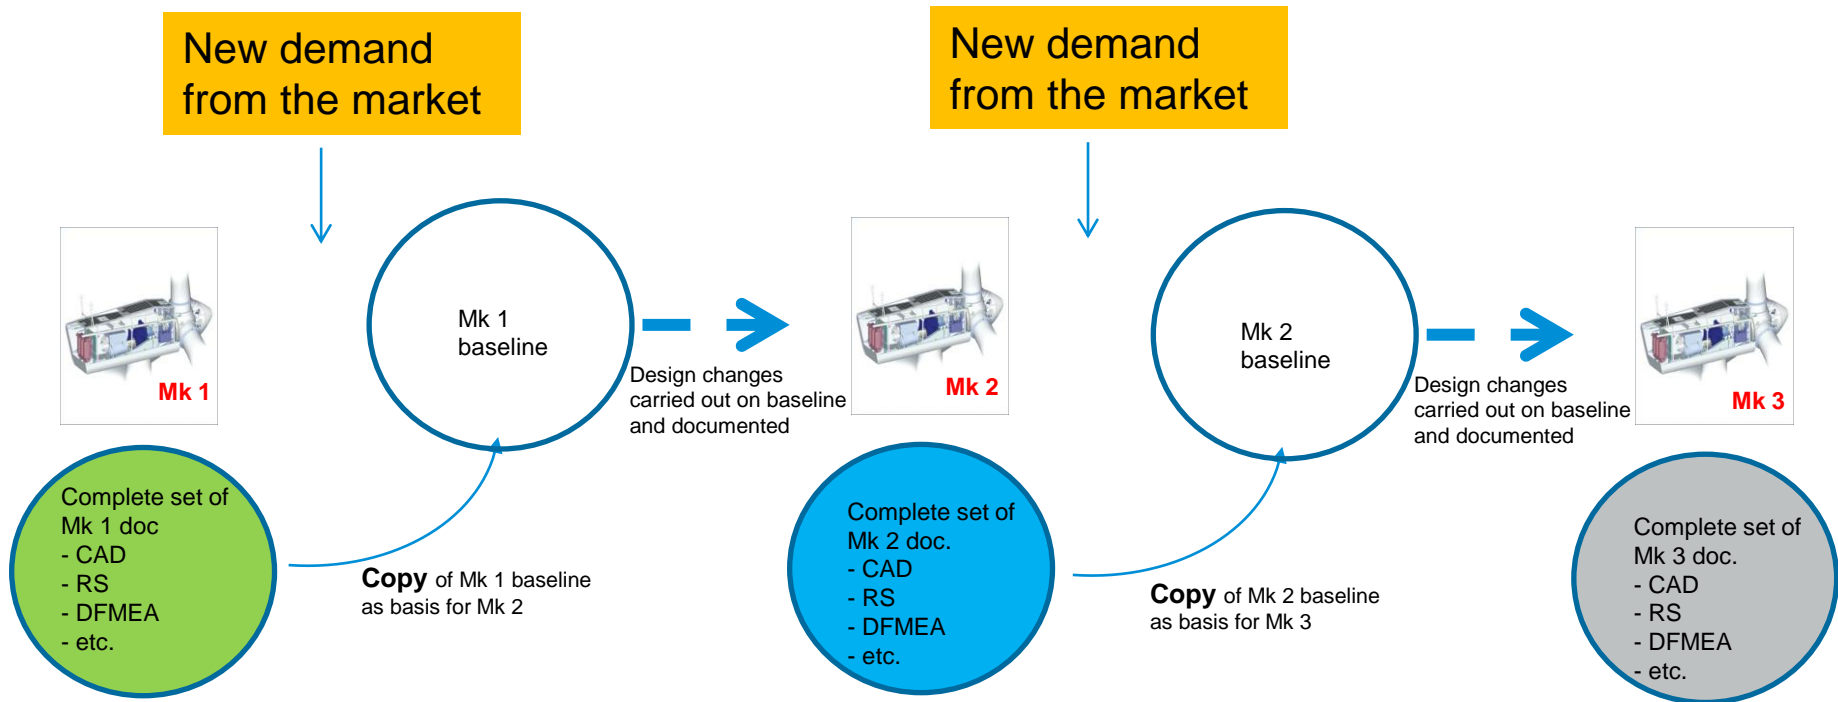 New demand
from the market
New demand
from the market
Mk 1
Mk 1
baseline
Design changes
carried out on baseline
and documented
Mk 2
Mk 2
baseline
Design changes
carried out on baseline
and documented
Mk 3
Complete set of
Mk 1 doc
- CAD
- RS
- DFMEA
- etc.
Copy of Mk 1 baseline
as basis for Mk 2
Complete set of
Mk 2 doc.
- CAD
- RS
- DFMEA
- etc.
Copy of Mk 2 baseline
as basis for Mk 3
Complete set of
Mk 3 doc.
- CAD
- RS
- DFMEA
- etc.